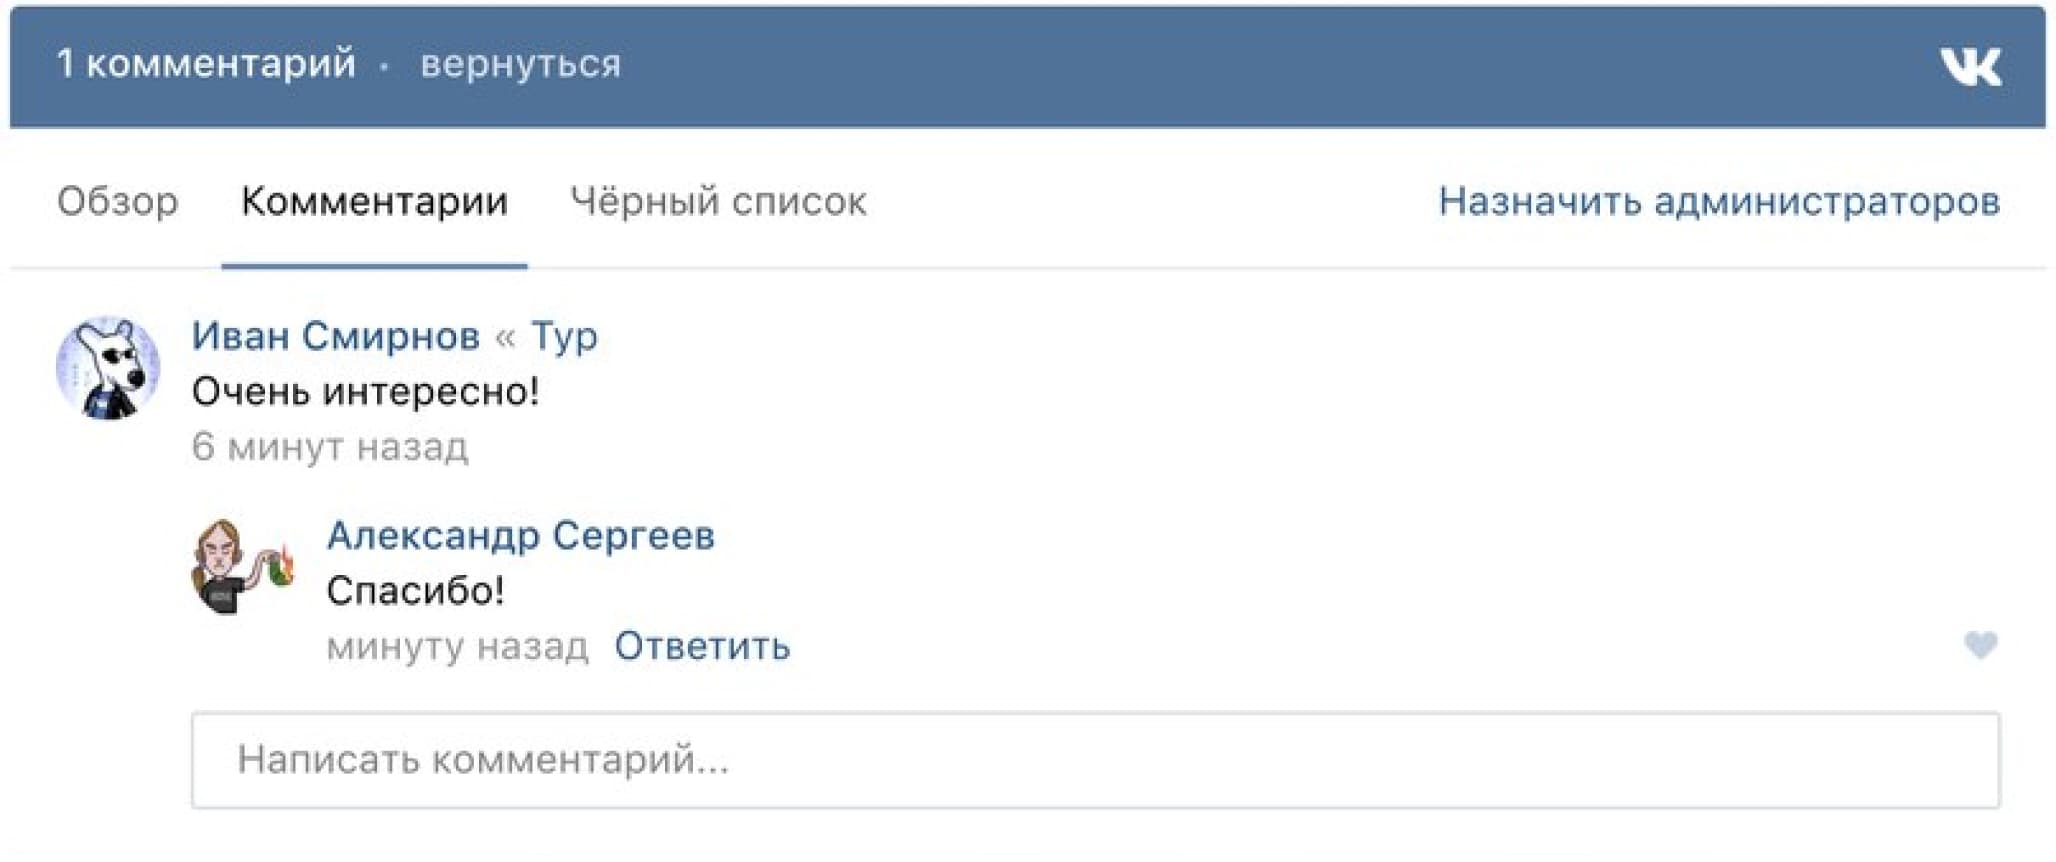 1 комментарий · вернуться
VK
Обзор Комментарии Чёрный список Назначить администраторов
Иван Смирнов « Тур
Очень интересно!
6 минут назад
Александр Сергеев
Спасибо!
минуту назад Ответить
Написать комментарий...